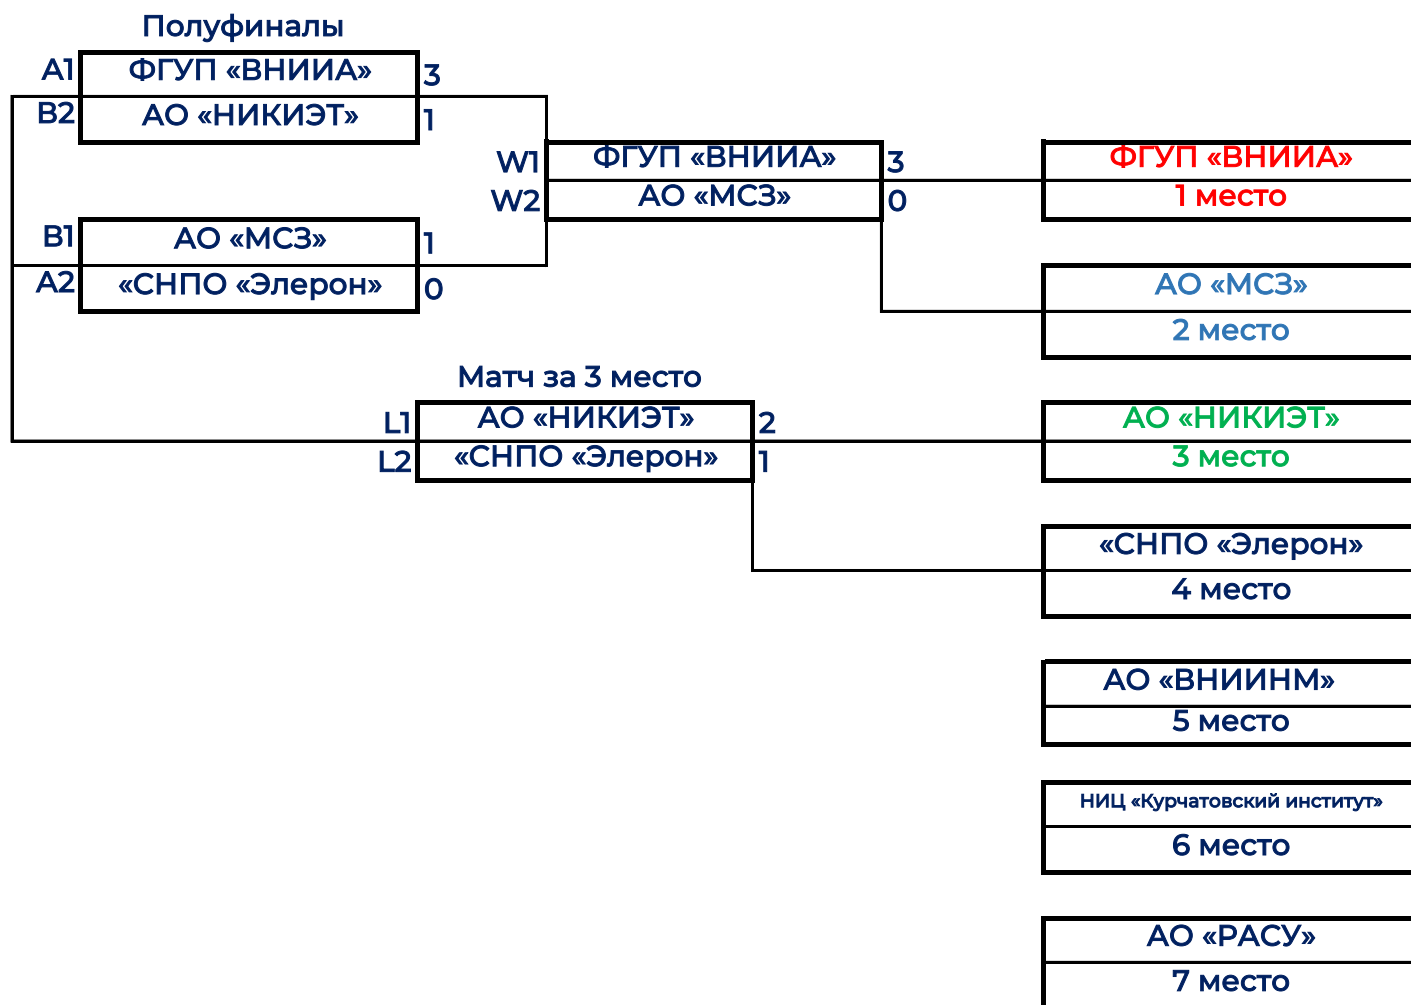 Полуфиналы
A1 ФГУП «ВНИИА» 3
B2 АО «НИКИЭТ» 1
W1 ФГУП «ВНИИА» 3
W2 АО «МСЗ» 0
ФГУП «ВНИИА»
1 место
B1 АО «МСЗ» 1
A2 «СНПО «Элерон» 0
АО «МСЗ»
2 место
Матч за 3 место
L1 АО «НИКИЭТ» 2
L2 «СНПО «Элерон» 1
АО «НИКИЭТ»
3 место
«СНПО «Элерон»
4 место
АО «ВНИИНМ»
5 место
НИЦ «Курчатовский институт»
6 место
АО «РАСУ»
7 место